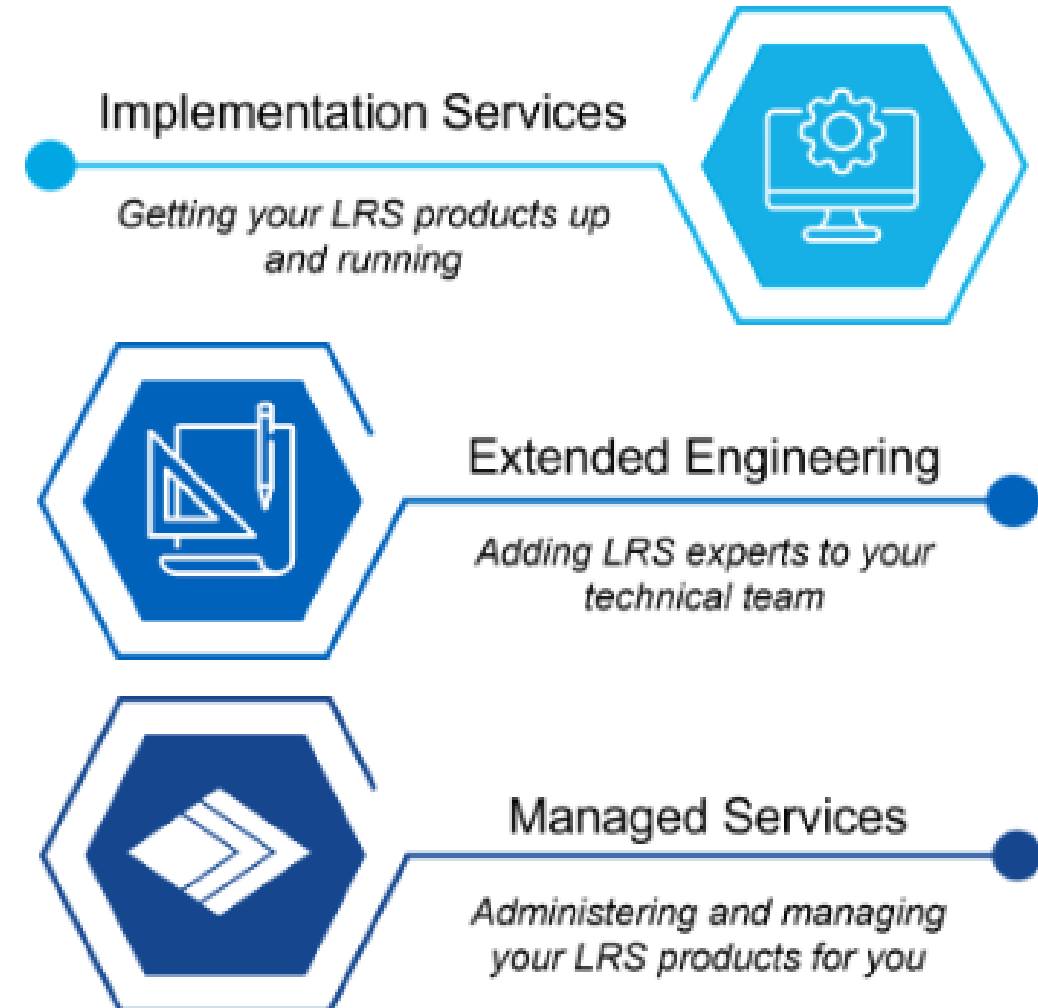 Implementation Services
Getting your LRS products up
and running
Extended Engineering
Adding LRS experts to your
technical team
Managed Services
Administering and managing
your LRS products for you